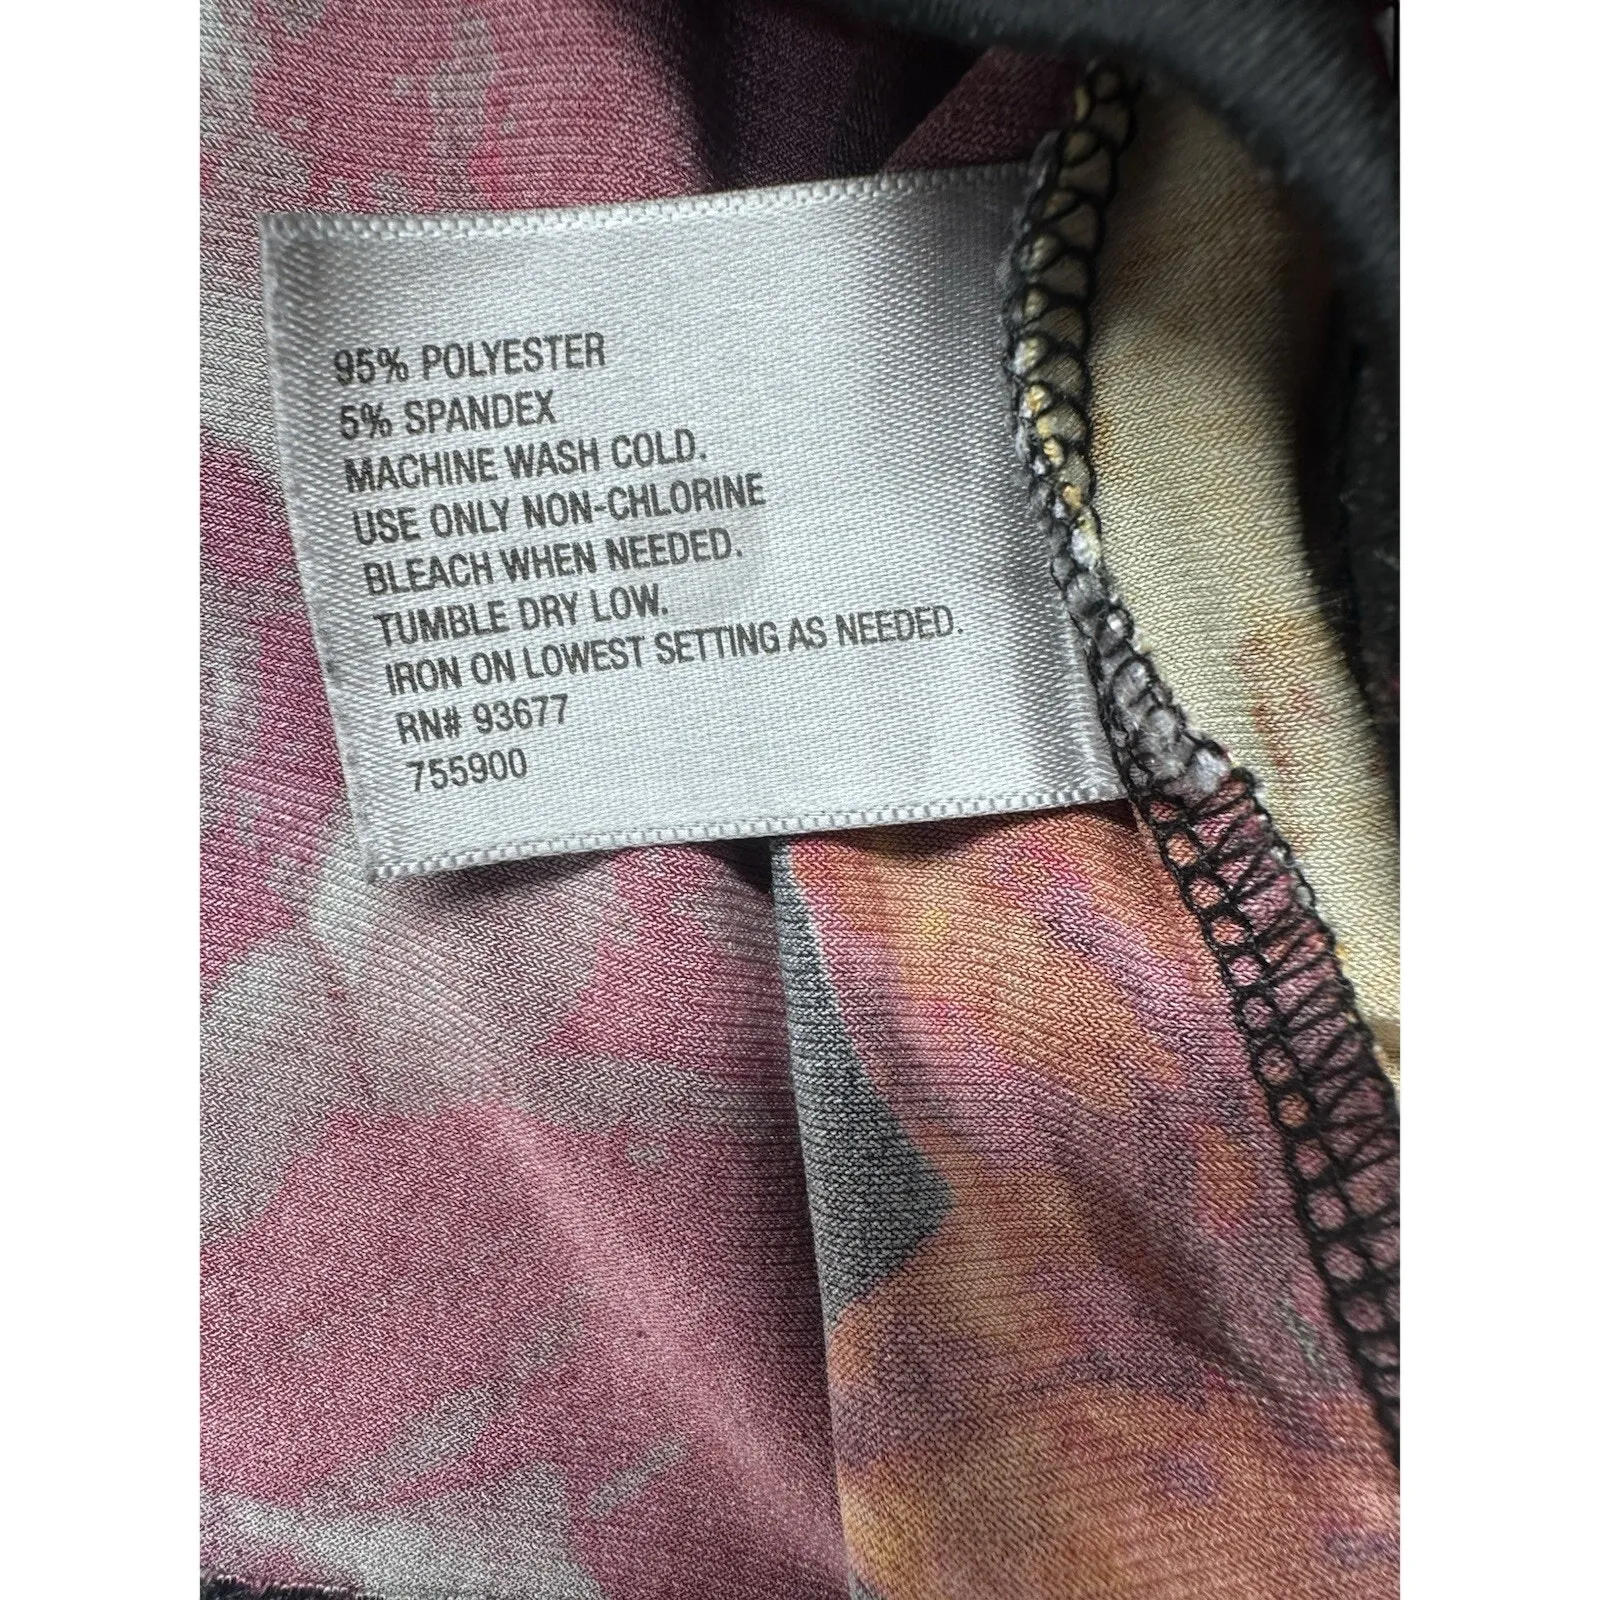 95% POLYESTER
5% SPANDEX
MACHINE WASH COLD.
USE ONLY NON-CHLORINE
BLEACH WHEN NEEDED.
TUMBLE DRY LOW.
IRON ON LOWEST SETTING AS NEEDED.
RN# 93677
755900